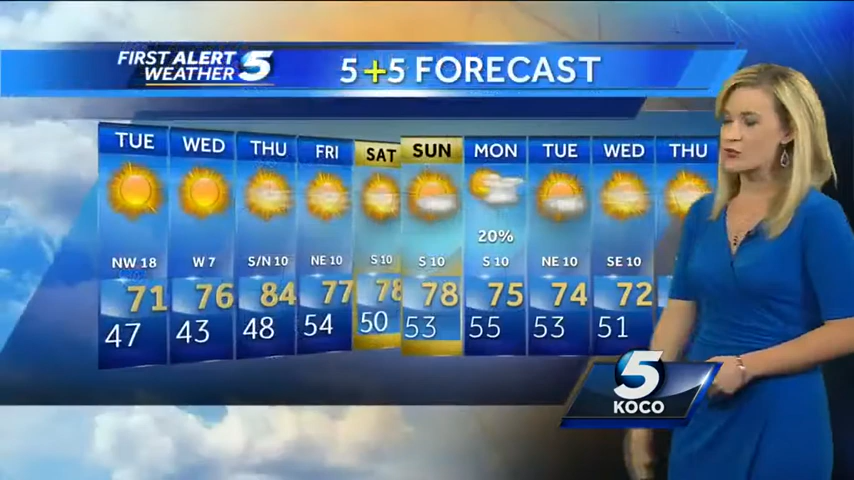 FIRST ALERT
WEATHER 5
5+5 FORECAST
TUE WED THU FRI SAT SUN MON TUE WED THU
20%
NW 18 W 7 S/N 10 NE 10 S 10 S 10 S 10 NE 10 SE 10
71 76 84 77 78 78 75 74 72
47 43 48 54 50 53 55 53 51
5
KOCO